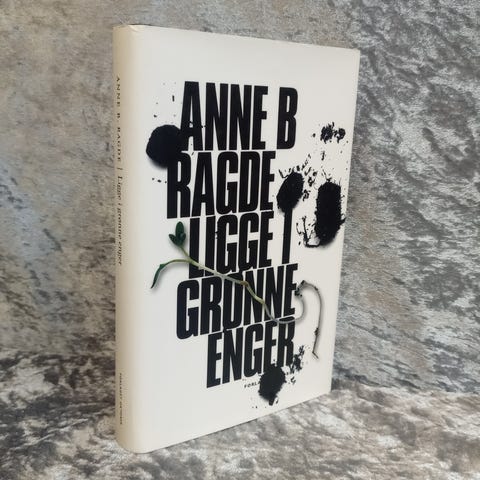 ANNE B
RAGDE
LIGGE I
GRØNNE
ENGER
ANNE B. RAGDE | Ligge i grønne enger